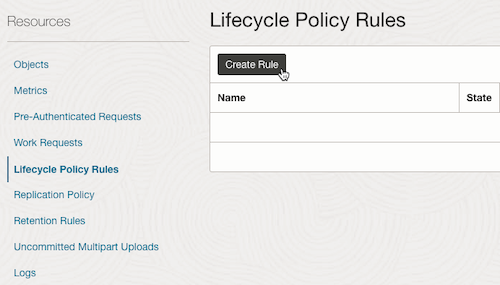 Resources
Objects
Metrics
Pre-Authenticated Requests
Work Requests
Lifecycle Policy Rules
Replication Policy
Retention Rules
Uncommitted Multipart Uploads
Logs
Lifecycle Policy Rules
Create Rule
Name State